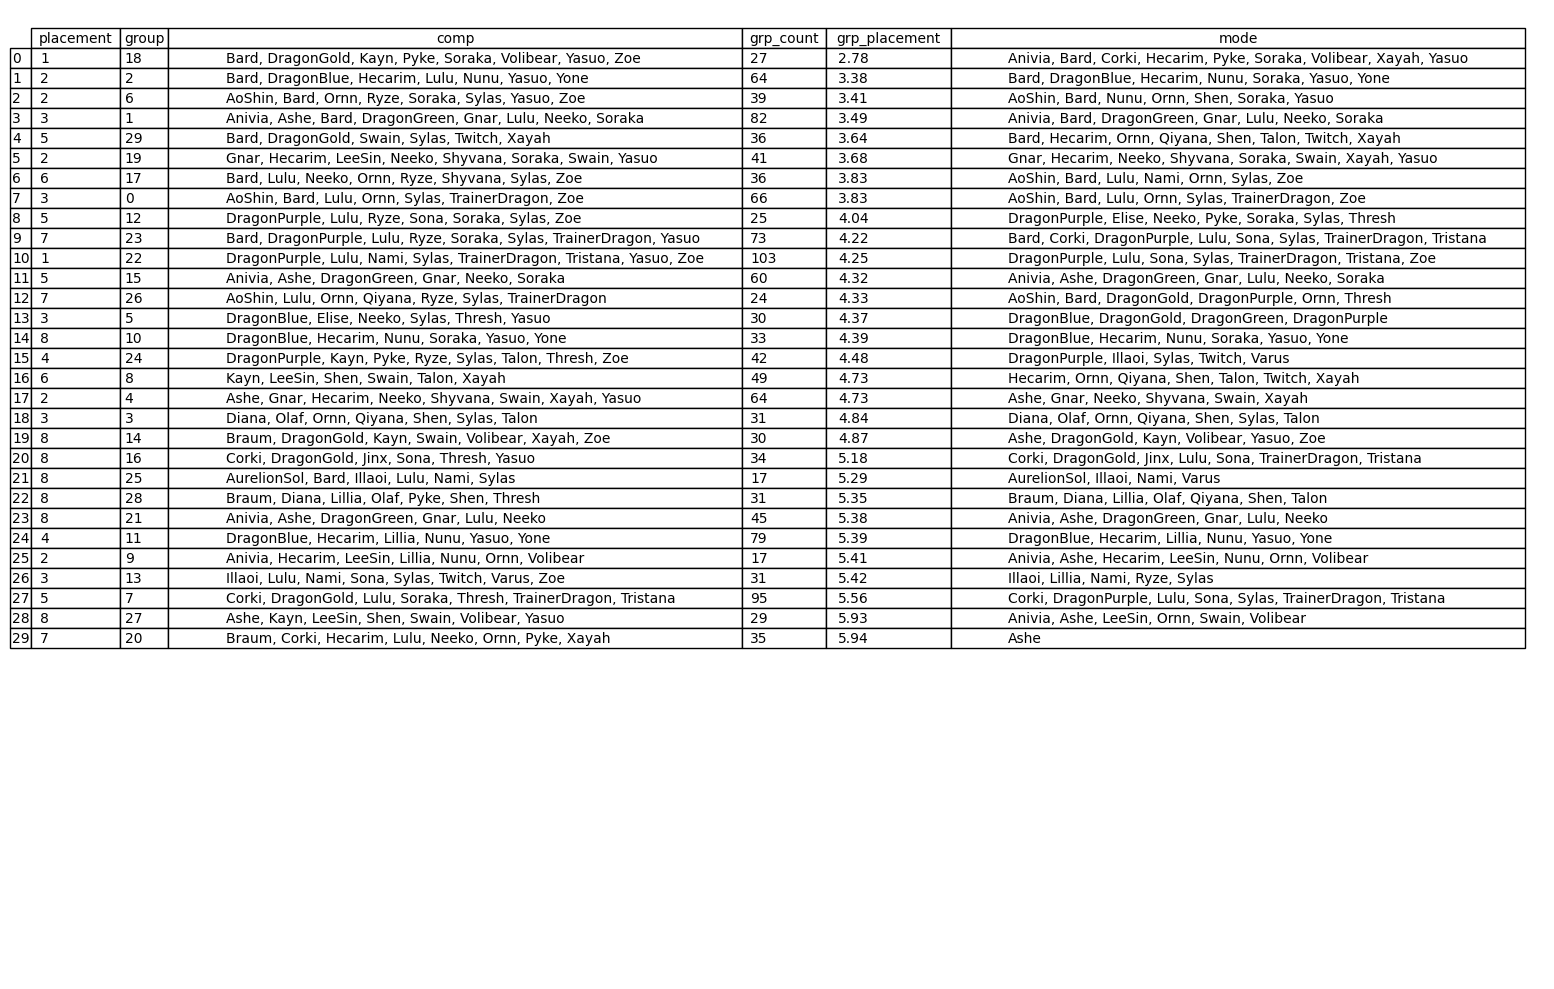 placement group comp grp_count grp_placement mode
0 1 18 Bard, DragonGold, Kayn, Pyke, Soraka, Volibear, Yasuo, Zoe 27 2.78 Anivia, Bard, Corki, Hecarim, Pyke, Soraka, Volibear, Xayah, Yasuo
1 2 2 Bard, DragonBlue, Hecarim, Lulu, Nunu, Yasuo, Yone 64 3.38 Bard, DragonBlue, Hecarim, Nunu, Soraka, Yasuo, Yone
2 2 6 AoShin, Bard, Ornn, Ryze, Soraka, Sylas, Yasuo, Zoe 39 3.41 AoShin, Bard, Nunu, Ornn, Shen, Soraka, Yasuo
3 3 1 Anivia, Ashe, Bard, DragonGreen, Gnar, Lulu, Neeko, Soraka 82 3.49 Anivia, Bard, DragonGreen, Gnar, Lulu, Neeko, Soraka
4 5 29 Bard, DragonGold, Swain, Sylas, Twitch, Xayah 36 3.64 Bard, Hecarim, Ornn, Qiyana, Shen, Talon, Twitch, Xayah
5 2 19 Gnar, Hecarim, LeeSin, Neeko, Shyvana, Soraka, Swain, Yasuo 41 3.68 Gnar, Hecarim, Neeko, Shyvana, Soraka, Swain, Xayah, Yasuo
6 6 17 Bard, Lulu, Neeko, Ornn, Ryze, Shyvana, Sylas, Zoe 36 3.83 AoShin, Bard, Lulu, Nami, Ornn, Sylas, Zoe
7 3 0 AoShin, Bard, Lulu, Ornn, Sylas, TrainerDragon, Zoe 66 3.83 AoShin, Bard, Lulu, Ornn, Sylas, TrainerDragon, Zoe
8 5 12 DragonPurple, Lulu, Ryze, Sona, Soraka, Sylas, Zoe 25 4.04 DragonPurple, Elise, Neeko, Pyke, Soraka, Sylas, Thresh
9 7 23 Bard, DragonPurple, Lulu, Ryze, Soraka, Sylas, TrainerDragon, Yasuo 73 4.22 Bard, Corki, DragonPurple, Lulu, Sona, Sylas, TrainerDragon, Tristana
10 1 22 DragonPurple, Lulu, Nami, Sylas, TrainerDragon, Tristana, Yasuo, Zoe 103 4.25 DragonPurple, Lulu, Sona, Sylas, TrainerDragon, Tristana, Zoe
11 5 15 Anivia, Ashe, DragonGreen, Gnar, Neeko, Soraka 60 4.32 Anivia, Ashe, DragonGreen, Gnar, Lulu, Neeko, Soraka
12 7 26 AoShin, Lulu, Ornn, Qiyana, Ryze, Sylas, TrainerDragon 24 4.33 AoShin, Bard, DragonGold, DragonPurple, Ornn, Thresh
13 3 5 DragonBlue, Elise, Neeko, Sylas, Thresh, Yasuo 30 4.37 DragonBlue, DragonGold, DragonGreen, DragonPurple
14 8 10 DragonBlue, Hecarim, Nunu, Soraka, Yasuo, Yone 33 4.39 DragonBlue, Hecarim, Nunu, Soraka, Yasuo, Yone
15 4 24 DragonPurple, Kayn, Pyke, Ryze, Sylas, Talon, Thresh, Zoe 42 4.48 DragonPurple, Illaoi, Sylas, Twitch, Varus
16 6 8 Kayn, LeeSin, Shen, Swain, Talon, Xayah 49 4.73 Hecarim, Ornn, Qiyana, Shen, Talon, Twitch, Xayah
17 2 4 Ashe, Gnar, Hecarim, Neeko, Shyvana, Swain, Xayah, Yasuo 64 4.73 Ashe, Gnar, Neeko, Shyvana, Swain, Xayah
18 3 3 Diana, Olaf, Ornn, Qiyana, Shen, Sylas, Talon 31 4.84 Diana, Olaf, Ornn, Qiyana, Shen, Sylas, Talon
19 8 14 Braum, DragonGold, Kayn, Swain, Volibear, Xayah, Zoe 30 4.87 Ashe, DragonGold, Kayn, Volibear, Yasuo, Zoe
20 8 16 Corki, DragonGold, Jinx, Sona, Thresh, Yasuo 34 5.18 Corki, DragonGold, Jinx, Lulu, Sona, TrainerDragon, Tristana
21 8 25 AurelionSol, Bard, Illaoi, Lulu, Nami, Sylas 17 5.29 AurelionSol, Illaoi, Nami, Varus
22 8 28 Braum, Diana, Lillia, Olaf, Pyke, Shen, Thresh 31 5.35 Braum, Diana, Lillia, Olaf, Qiyana, Shen, Talon
23 8 21 Anivia, Ashe, DragonGreen, Gnar, Lulu, Neeko 45 5.38 Anivia, Ashe, DragonGreen, Gnar, Lulu, Neeko
24 4 11 DragonBlue, Hecarim, Lillia, Nunu, Yasuo, Yone 79 5.39 DragonBlue, Hecarim, Lillia, Nunu, Yasuo, Yone
25 2 9 Anivia, Hecarim, LeeSin, Lillia, Nunu, Ornn, Volibear 17 5.41 Anivia, Ashe, Hecarim, LeeSin, Nunu, Ornn, Volibear
26 3 13 Illaoi, Lulu, Nami, Sona, Sylas, Twitch, Varus, Zoe 31 5.42 Illaoi, Lillia, Nami, Ryze, Sylas
27 5 7 Corki, DragonGold, Lulu, Soraka, Thresh, TrainerDragon, Tristana 95 5.56 Corki, DragonPurple, Lulu, Sona, Sylas, TrainerDragon, Tristana
28 8 27 Ashe, Kayn, LeeSin, Shen, Swain, Volibear, Yasuo 29 5.93 Anivia, Ashe, LeeSin, Ornn, Swain, Volibear
29 7 20 Braum, Corki, Hecarim, Lulu, Neeko, Ornn, Pyke, Xayah 35 5.94 Ashe